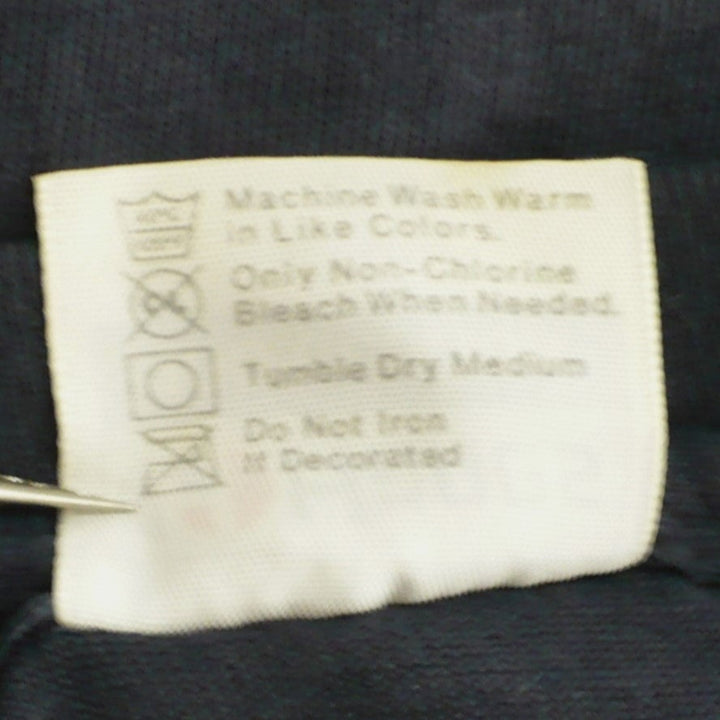 Machine Wash Warm
in Like Colors.
Only Non-Chlorine
Bleach When Needed.
Tumble Dry Medium
Do Not Iron
If Decorated